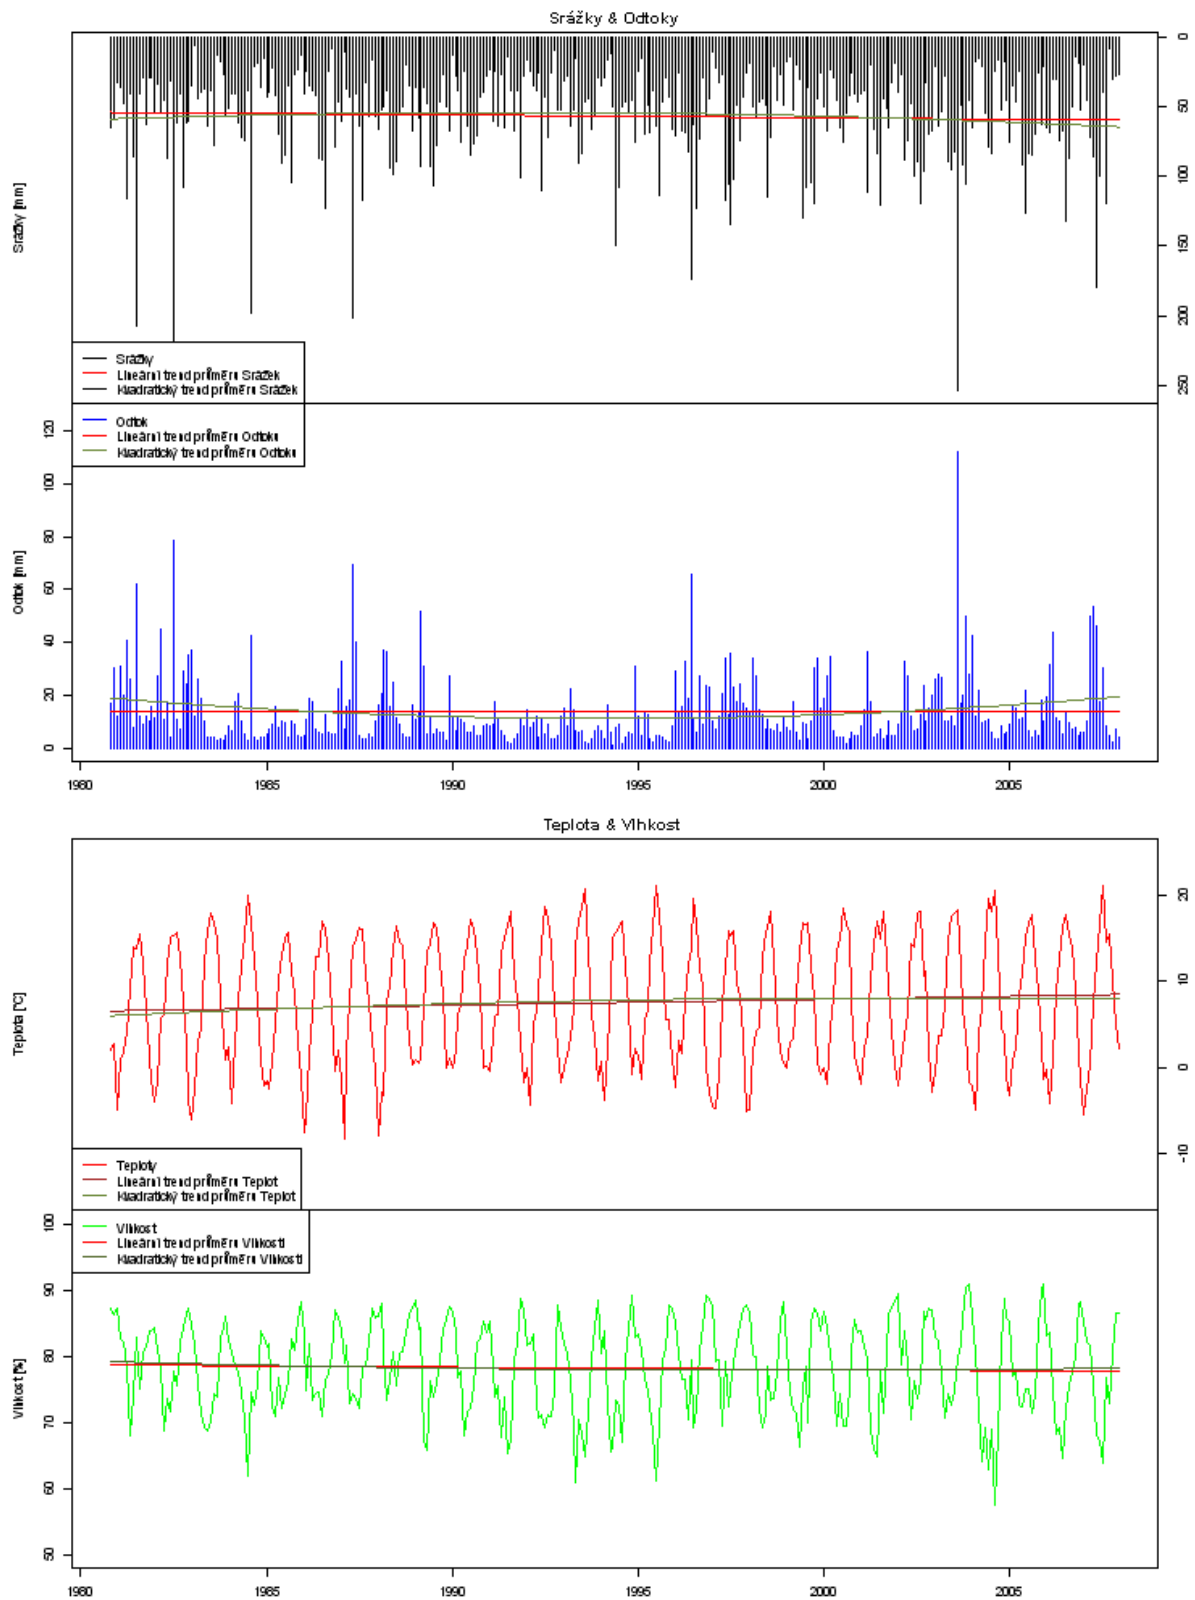 Srážky & Odtoky
0
50
100
150
200
250
Srážky [mm]
Srážky
Lineární trend průměru Srážek
Kvadratický trend průměru Srážek
Odtok
Lineární trend průměru Odtoku
Kvadratický trend průměru Odtoku
120
100
80
60
40
20
0
Odtok [mm]
1980 1985 1990 1995 2000 2005
Teplota & Vlhkost
20
10
0
-10
Teplota [°C]
Teploty
Lineární trend průměru Teplot
Kvadratický trend průměru Teplot
Vlhkost
Lineární trend průměru Vlhkosti
Kvadratický trend průměru Vlhkosti
100
90
80
70
60
50
Vlhkost [%]
1980 1985 1990 1995 2000 2005